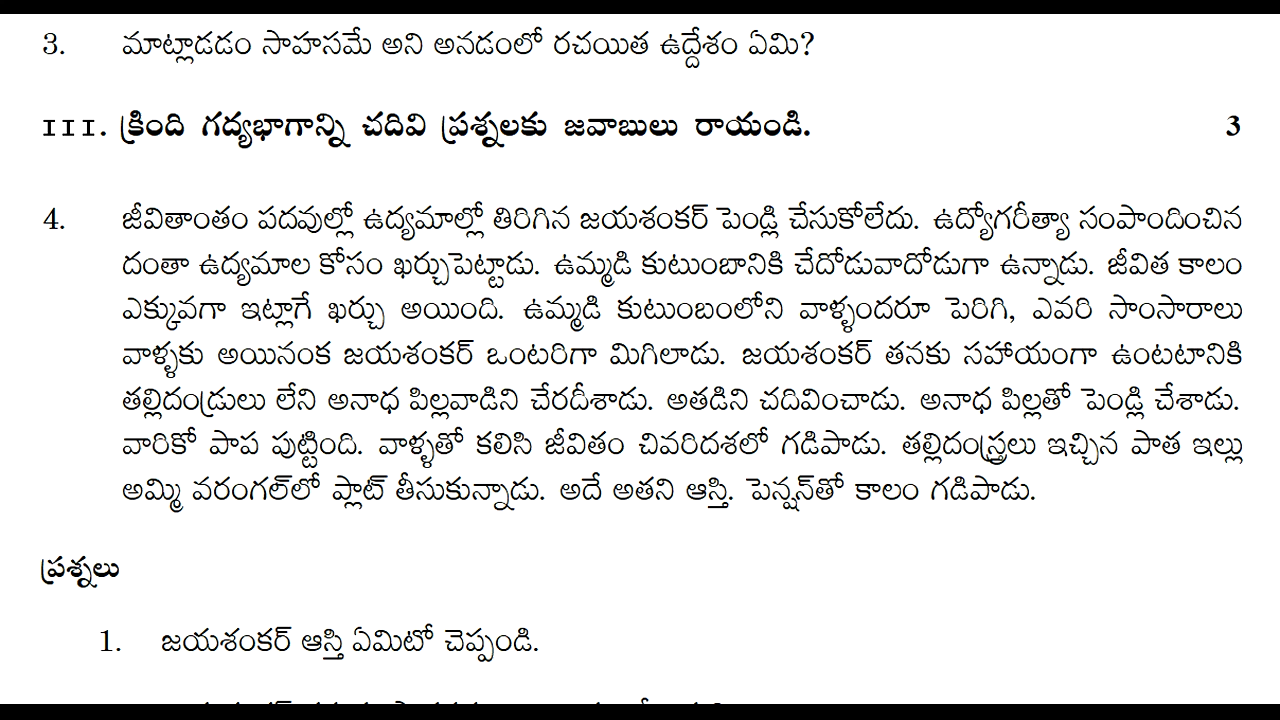 3. మాట్లాడడం సాహసమే అని అనడంలో రచయిత ఉద్దేశం ఏమి?
III. క్రింది గద్యభాగాన్ని చదివి ప్రశ్నలకు జవాబులు రాయండి. 3
4. జీవితాంతం పదవుల్లో ఉద్యమాల్లో తిరిగిన జయశంకర్ పెండ్లి చేసుకోలేదు. ఉద్యోగరీత్యా సంపాందించిన
దంతా ఉద్యమాల కోసం ఖర్చుపెట్టాడు. ఉమ్మడి కుటుంబానికి చేదోడువాదోడుగా ఉన్నాడు. జీవిత కాలం
ఎక్కువగా ఇట్లాగే ఖర్చు అయింది. ఉమ్మడి కుటుంబంలోని వాళ్ళందరూ పెరిగి, ఎవరి సాంసారాలు
వాళ్ళకు అయినంక జయశంకర్ ఒంటరిగా మిగిలాడు. జయశంకర్ తనకు సహాయంగా ఉంటటానికి
తల్లిదండ్రులు లేని అనాధ పిల్లవాడిని చేరదీశాడు. అతడిని చదివించాడు. అనాధ పిల్లతో పెండ్లి చేశాడు.
వారికో పాప పుట్టింది. వాళ్ళతో కలిసి జీవితం చివరిదశలో గడిపాడు. తల్లిదంస్త్రలు ఇచ్చిన పాత ఇల్లు
అమ్మి వరంగల్‌లో ప్లాట్ తీసుకున్నాడు. అదే అతని ఆస్తి. పెన్షన్‌తో కాలం గడిపాడు.
ప్రశ్నలు
1. జయశంకర్ ఆస్తి ఏమిటో చెప్పండి.